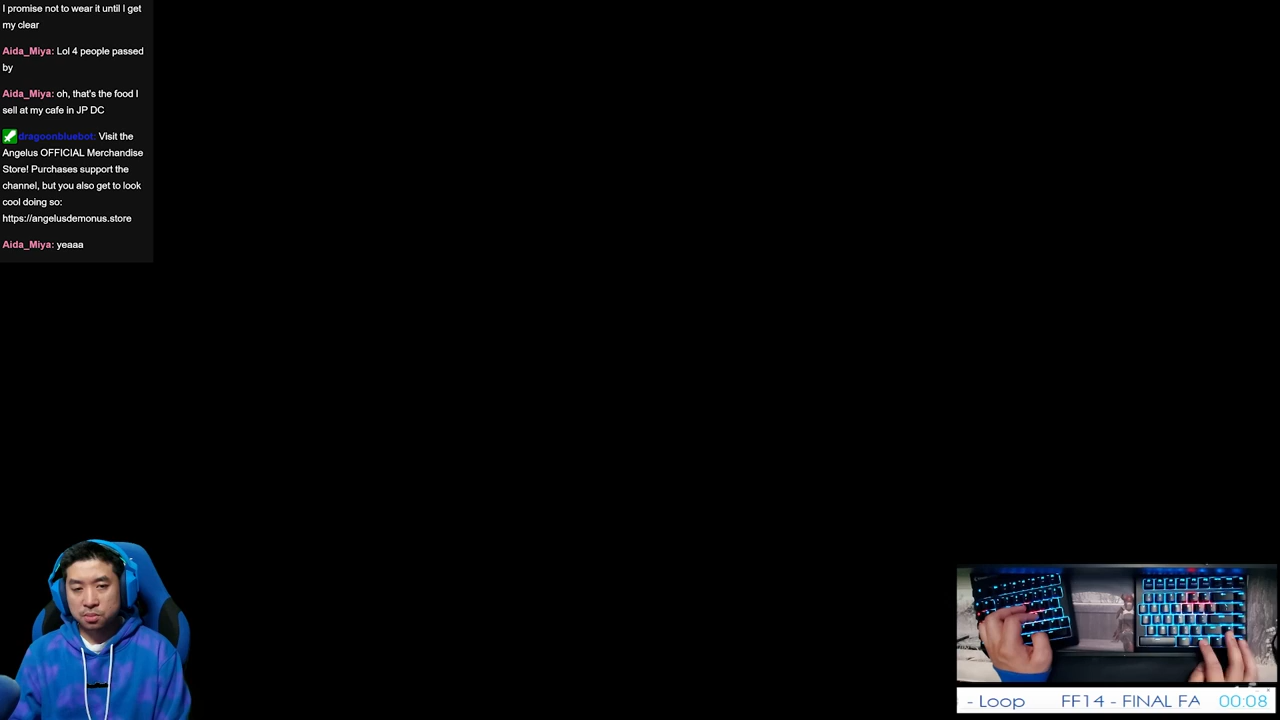 I promise not to wear it until I get
my clear
Aida_Miya: Lol 4 people passed
by
Aida_Miya: oh, that's the food I
sell at my cafe in JP DC
dragoonbluebot: Visit the
Angelus OFFICIAL Merchandise
Store! Purchases support the
channel, but you also get to look
cool doing so:
https://angelusdemonus.store
Aida_Miya: yeaaa
- Loop FF14 - FINAL FA 00:08